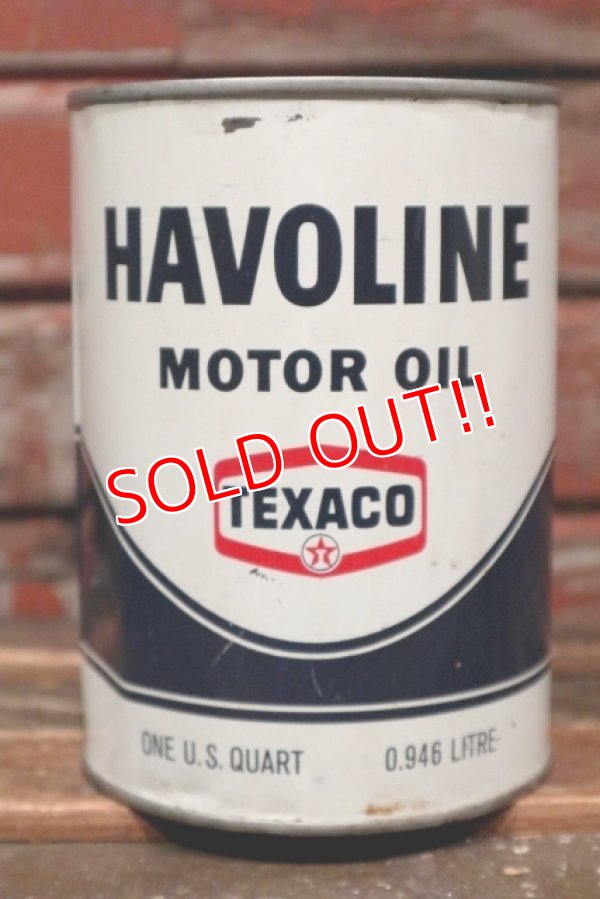 HAVOLINE
MOTOR OIL
SOLD OUT!!
TEXACO
T
ONE U.S. QUART 0.946 LITRE